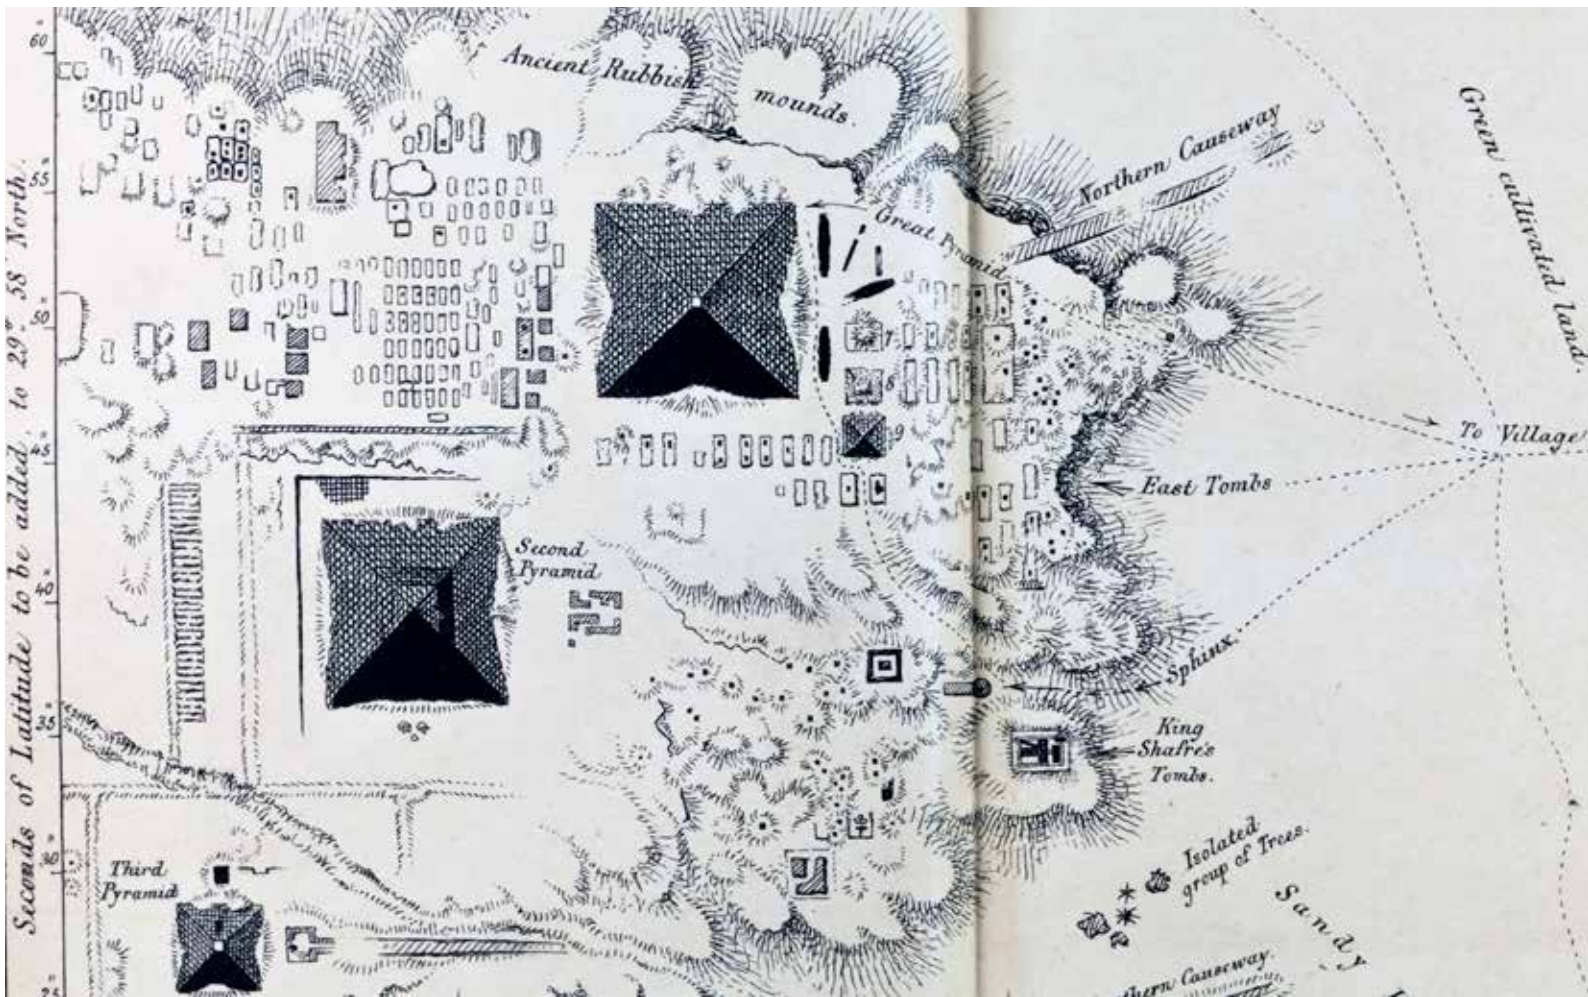 Seconds of Latitude to be added, to 29° 58' North.
60
55"
50"
45"
40"
35"
30"
25
Ancient Rubbish
mounds.
Northern Causeway
Green cultivated land.
Great Pyramid
7
8
9
To Village
East Tombs
Second
Pyramid
Sphinx.
King
Shafre's
Tombs.
Third
Pyramid
Isolated
group of Trees.
Sandy
thern Causeway.